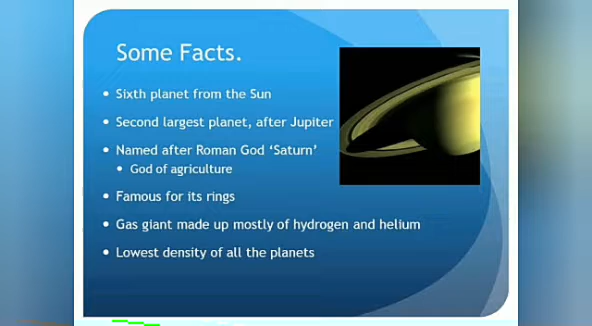 Some Facts.
Sixth planet from the Sun
Second largest planet, after Jupiter
Named after Roman God ‘Saturn’
God of agriculture
Famous for its rings
Gas giant made up mostly of hydrogen and helium
Lowest density of all the planets